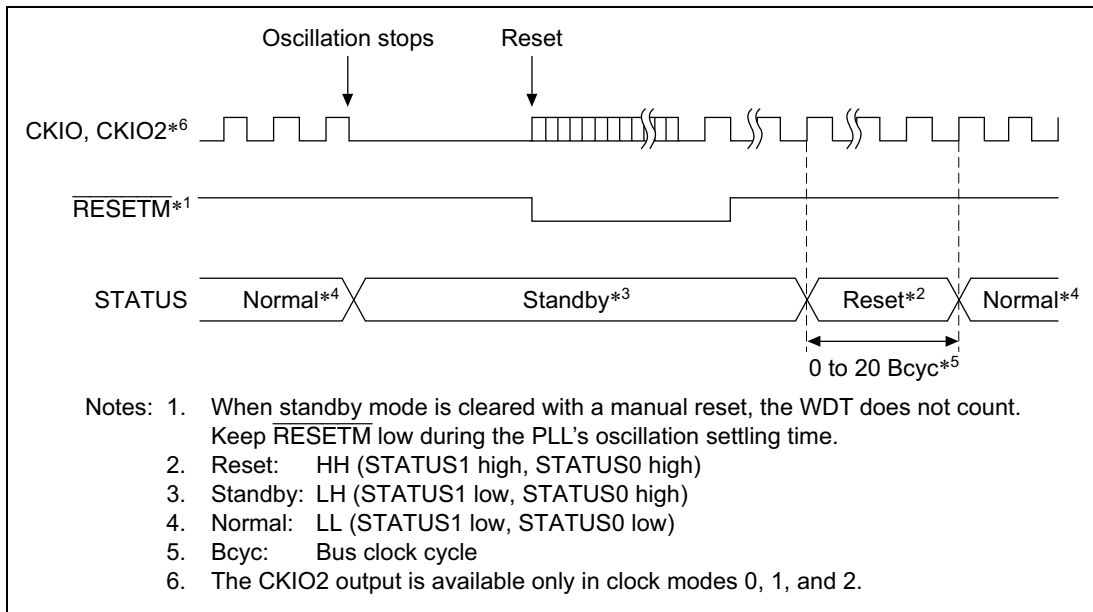 Oscillation stops
Reset
CKIO, CKIO2*6
RESETM*1
STATUS
Normal*4
Standby*3
Reset*2
Normal*4
0 to 20 Bcyc*5
Notes: 1. When standby mode is cleared with a manual reset, the WDT does not count.
Keep RESETM low during the PLL's oscillation settling time.
2. Reset: HH (STATUS1 high, STATUS0 high)
3. Standby: LH (STATUS1 low, STATUS0 high)
4. Normal: LL (STATUS1 low, STATUS0 low)
5. Bcyc: Bus clock cycle
6. The CKIO2 output is available only in clock modes 0, 1, and 2.